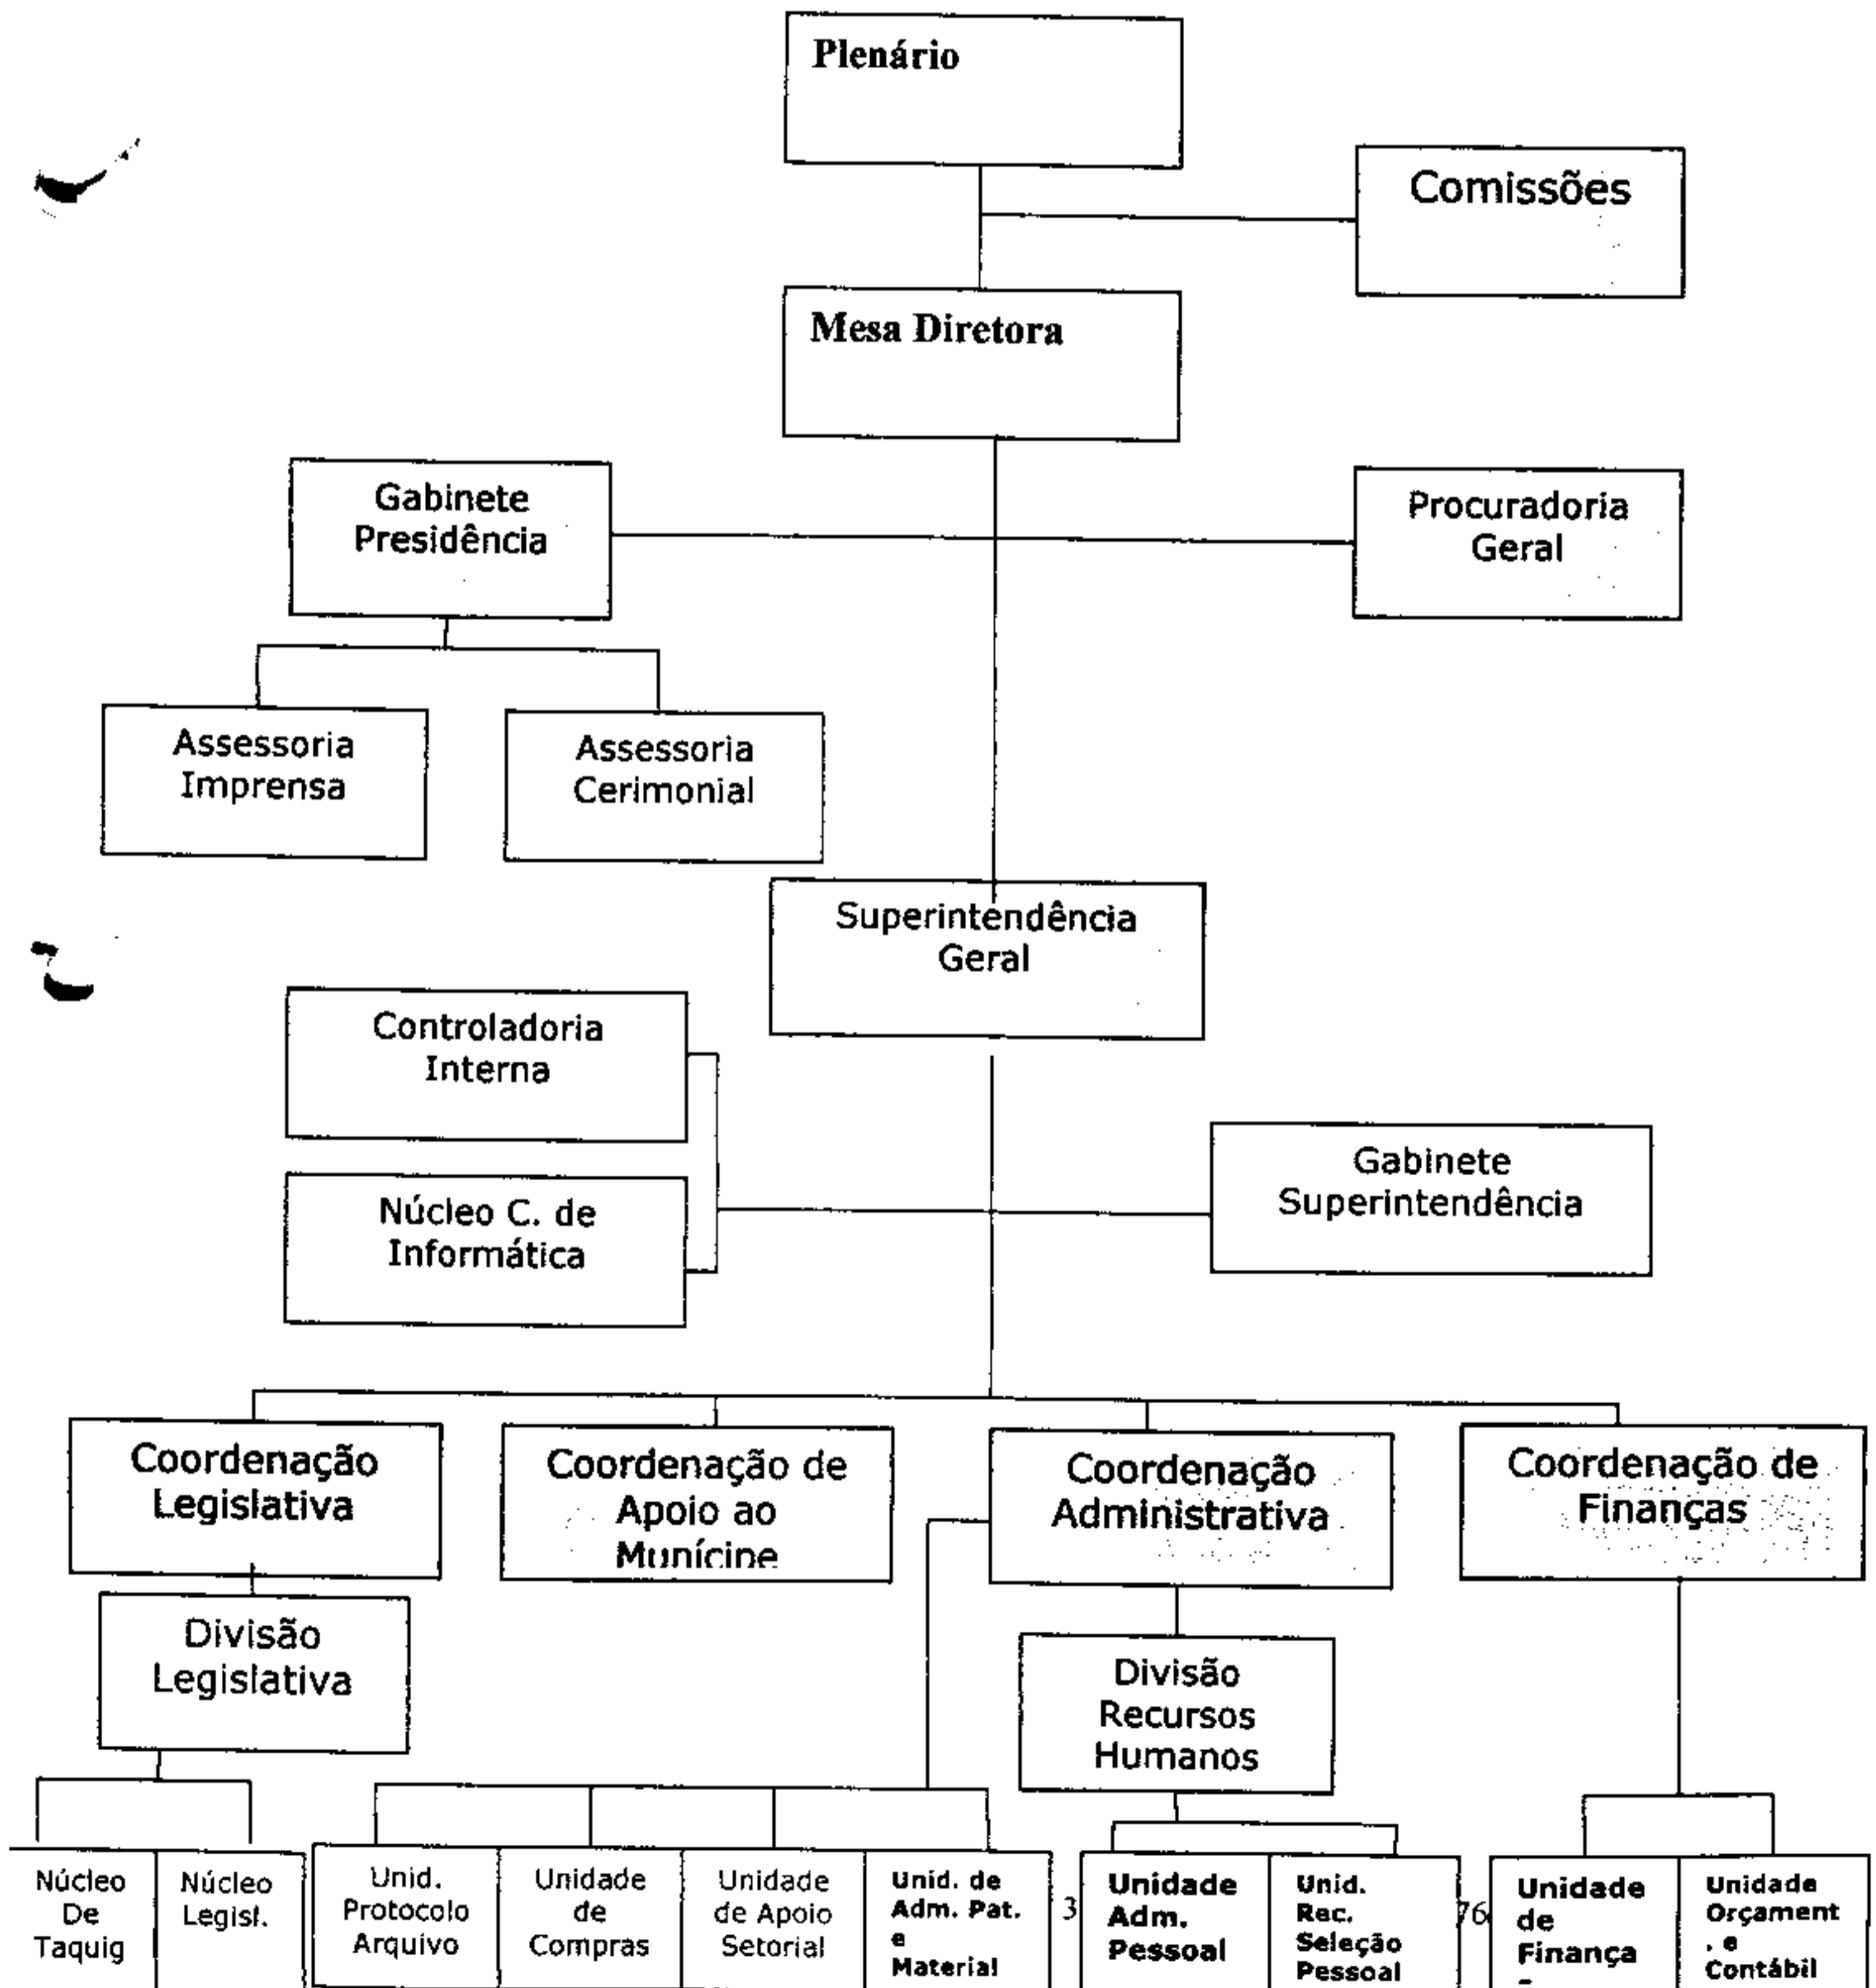 Plenário
Comissões
Mesa Diretora
Gabinete
Presidência
Procuradoria
Geral
Assessoria
Imprensa
Assessoria
Cerimonial
Superintendência
Geral
Controladoria
Interna
Núcleo C. de
Informática
Gabinete
Superintendência
Coordenação
Legislativa
Coordenação de
Apoio ao
Munícipe
Coordenação
Administrativa
Coordenação de
Finanças
Divisão
Legislativa
Divisão
Recursos
Humanos
Núcleo
De
Taquig
Núcleo
Legisl.
Unid.
Protocolo
Arquivo
Unidade
de
Compras
Unidade
de Apoio
Setorial
Unid. de
Adm. Pat.
e
Material
3
Unidade
Adm.
Pessoal
Unid.
Rec.
Seleção
Pessoal
76
Unidade
de
Finança
Unidade
Orçament
. e
Contábil